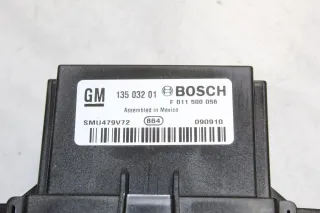 GM 135 032 01 BOSCH
F 011 500 056
Assembled in Mexico
SMU479V72 884 090910